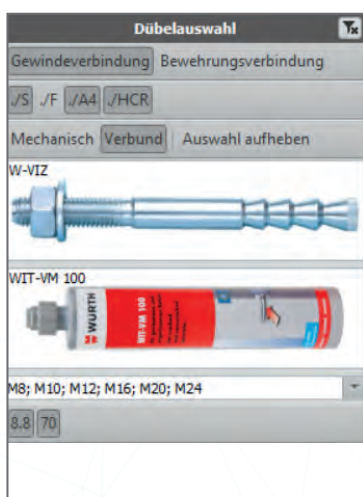 Dübelauswahl
Gewindeverbindung Bewehrungsverbindung
./S ./F ./A4 ./HCR
Mechanisch Verbund Auswahl aufheben
W-VIZ
WIT-VM 100
WÜRTH
WIT-VM 100
M8; M10; M12; M16; M20; M24
8.8 70